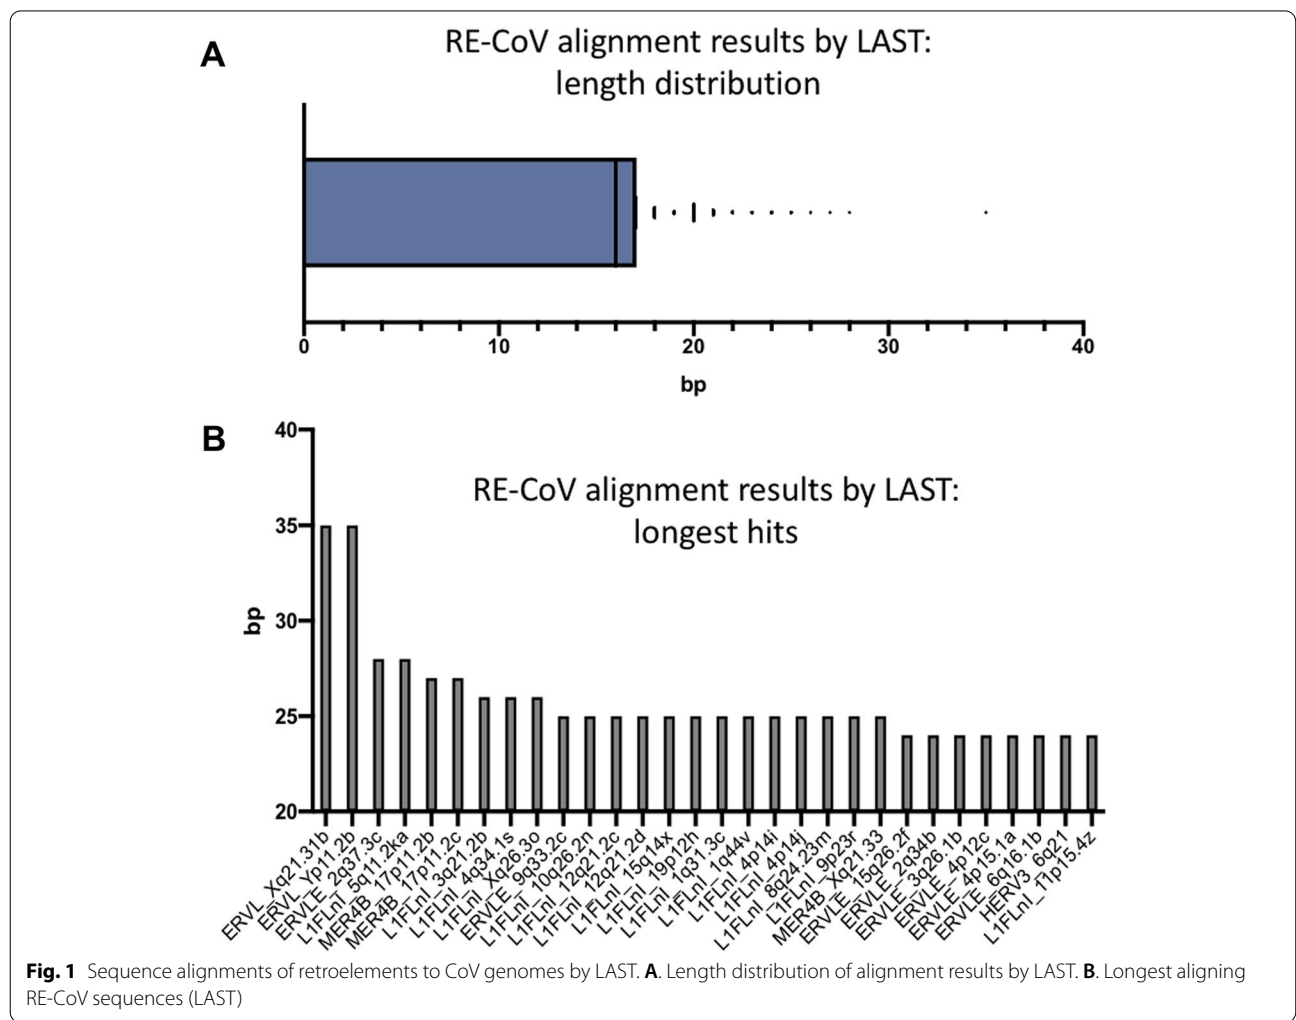 A
RE-CoV alignment results by LAST:
length distribution
0 10 20 30 40
bp
B
RE-CoV alignment results by LAST:
longest hits
40
35
30
25
20
bp
ERVL_Xq21.31b
ERVL_Yp11.2b
ERVLE_2q37.3c
L1FLnI_5q11.2ka
MER4B_17p11.2b
MER4B_17p11.2c
L1FLnI_3q21.2b
L1FLnI_4q34.1s
L1FLnI_Xq26.3o
ERVLE_9q33.2c
L1FLnI_10q26.2n
L1FLnI_12q21.2c
L1FLnI_12q21.2d
L1FLnI_15q14x
L1FLnI_19p12h
L1FLnI_1q31.3c
L1FLnI_1q44v
L1FLnI_4p14i
L1FLnI_4p14j
L1FLnI_8q24.23m
L1FLnI_9p23r
MER4B_Xq21.33
ERVLE_15q26.2f
ERVLE_2q34b
ERVLE_3q26.1b
ERVLE_4p12c
ERVLE_4p15.1a
ERVLE_6q16.1b
HERV3_6q21
L1FLnI_11p15.4z
Fig. 1 Sequence alignments of retroelements to CoV genomes by LAST. A. Length distribution of alignment results by LAST. B. Longest aligning
RE-CoV sequences (LAST)